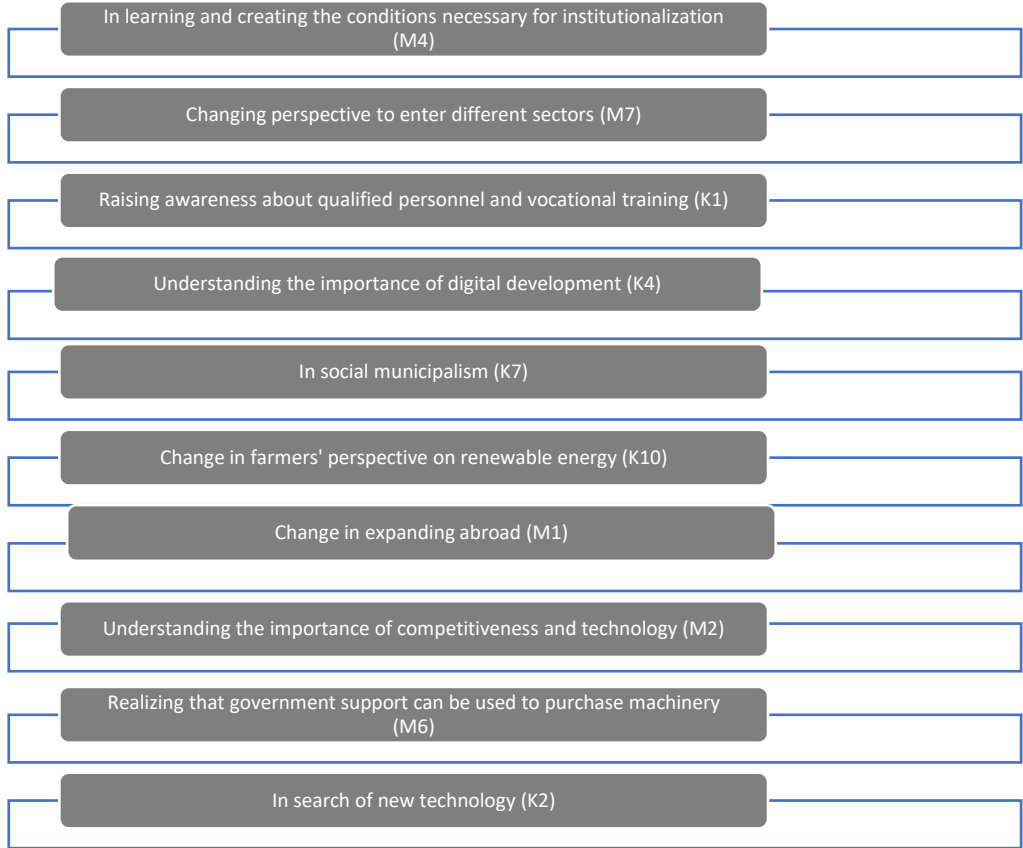 In learning and creating the conditions necessary for institutionalization
(M4)
Changing perspective to enter different sectors (M7)
Raising awareness about qualified personnel and vocational training (K1)
Understanding the importance of digital development (K4)
In social municipalism (K7)
Change in farmers' perspective on renewable energy (K10)
Change in expanding abroad (M1)
Understanding the importance of competitiveness and technology (M2)
Realizing that government support can be used to purchase machinery
(M6)
In search of new technology (K2)